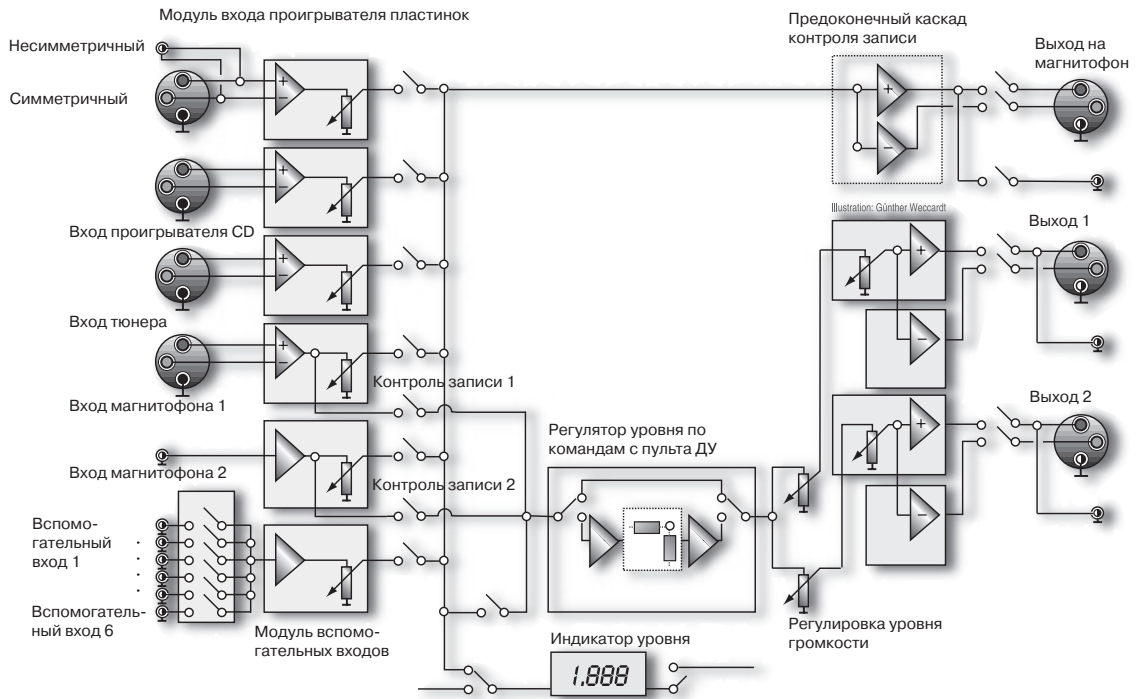 Модуль входа проигрывателя пластинок
Несимметричный
Симметричный
Предоконечный каскад
контроля записи
Выход на
магнитофон
Illustration: Günther Weccardt
Вход проигрывателя CD
Выход 1
Вход тюнера
Контроль записи 1
Вход магнитофона 1
Регулятор уровня по
командам с пульта ДУ
Выход 2
Вход магнитофона 2
Контроль записи 2
Вспомо-
гательный
вход 1
Вспомогатель-
ный вход 6
Модуль вспомо-
гательных входов
Индикатор уровня
1.888
Регулировка уровня
громкости